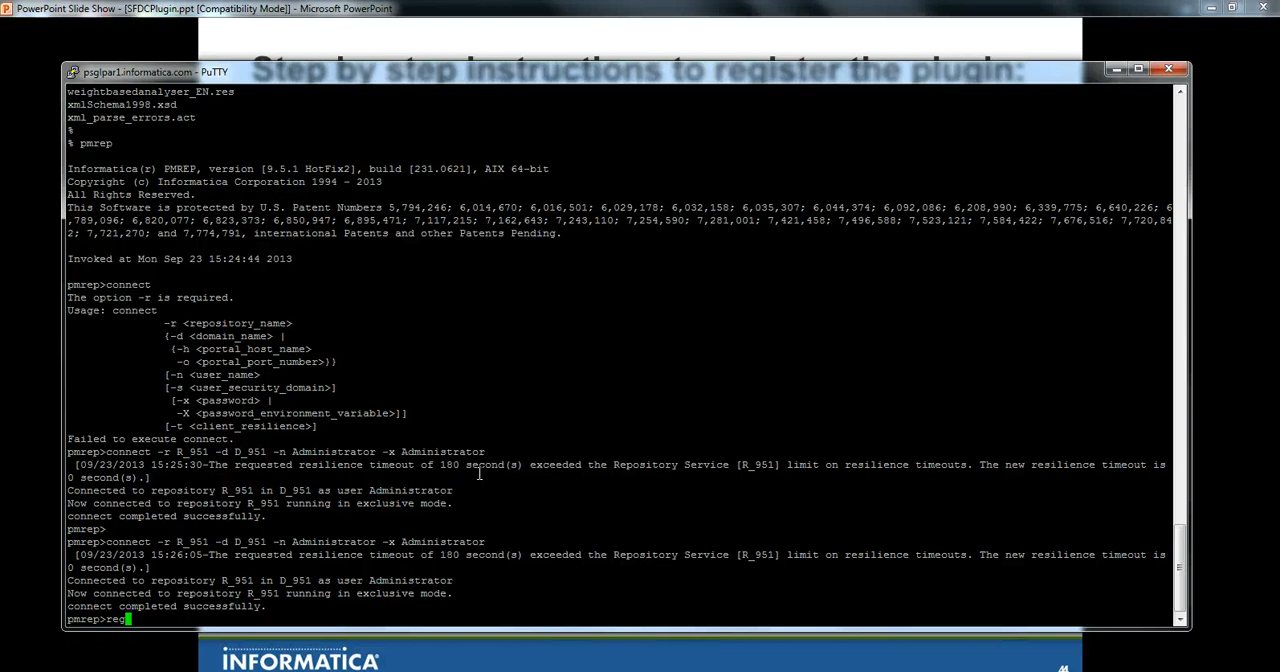 PowerPoint Slide Show - [SFDCPlugin.ppt [Compatibility Mode]] - Microsoft PowerPoint
Step by step instructions to register the plugin:
psglpar1.informatica.com - PuTTY
weightbasedanalyser_EN.res
xmlSchema1998.xsd
xml_parse_errors.act
%
% pmrep
Informatica(r) PMREP, version [9.5.1 HotFix2], build [231.0621], AIX 64-bit
Copyright (c) Informatica Corporation 1994 - 2013
All Rights Reserved.
This Software is protected by U.S. Patent Numbers 5,794,246; 6,014,670; 6,016,501; 6,029,178; 6,032,158; 6,035,307; 6,044,374; 6,092,086; 6,208,990; 6,339,775; 6,640,226; 6
,789,096; 6,820,077; 6,823,373; 6,850,947; 6,895,471; 7,117,215; 7,162,643; 7,243,110; 7,254,590; 7,281,001; 7,421,458; 7,496,588; 7,523,121; 7,584,422; 7,676,516; 7,720,84
2; 7,721,270; and 7,774,791, international Patents and other Patents Pending.
Invoked at Mon Sep 23 15:24:44 2013
pmrep>connect
The option -r is required.
Usage: connect
-r <repository_name>
{-d <domain_name> |
{-h <portal_host_name>
-o <portal_port_number>}}
[-n <user_name>
[-s <user_security_domain>]
[-x <password> |
-X <password_environment_variable>]]
[-t <client_resilience>]
Failed to execute connect.
pmrep>connect -r R_951 -d D_951 -n Administrator -x Administrator
[09/23/2013 15:25:30-The requested resilience timeout of 180 second(s) exceeded the Repository Service [R_951] limit on resilience timeouts. The new resilience timeout is
0 second(s).]
Connected to repository R_951 in D_951 as user Administrator
Now connected to repository R_951 running in exclusive mode.
connect completed successfully.
pmrep>
pmrep>connect -r R_951 -d D_951 -n Administrator -x Administrator
[09/23/2013 15:26:05-The requested resilience timeout of 180 second(s) exceeded the Repository Service [R_951] limit on resilience timeouts. The new resilience timeout is
0 second(s).]
Connected to repository R_951 in D_951 as user Administrator
Now connected to repository R_951 running in exclusive mode.
connect completed successfully.
pmrep>reg
INFORMATICA
44